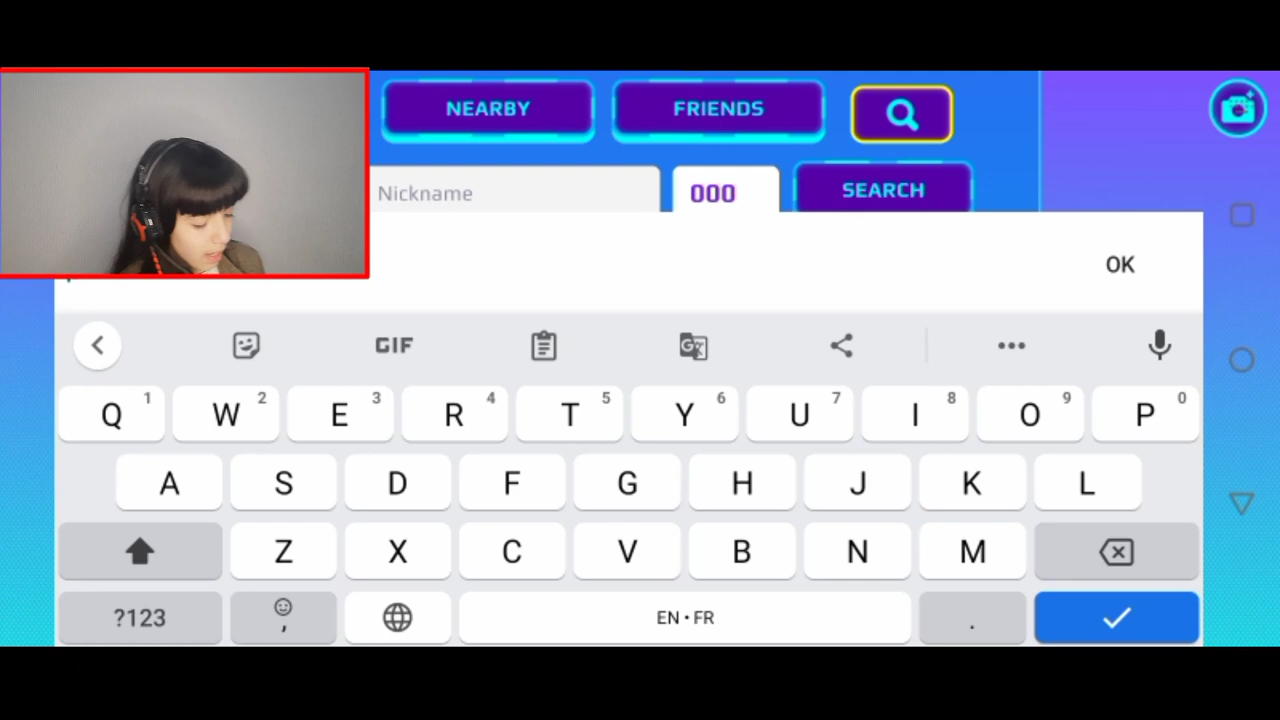 NEARBY FRIENDS
Nickname 000 SEARCH
OK
GIF
Q 1 W 2 E 3 R 4 T 5 Y 6 U 7 I 8 O 9 P 0
A S D F G H J K L
Z X C V B N M
?123 , EN • FR .